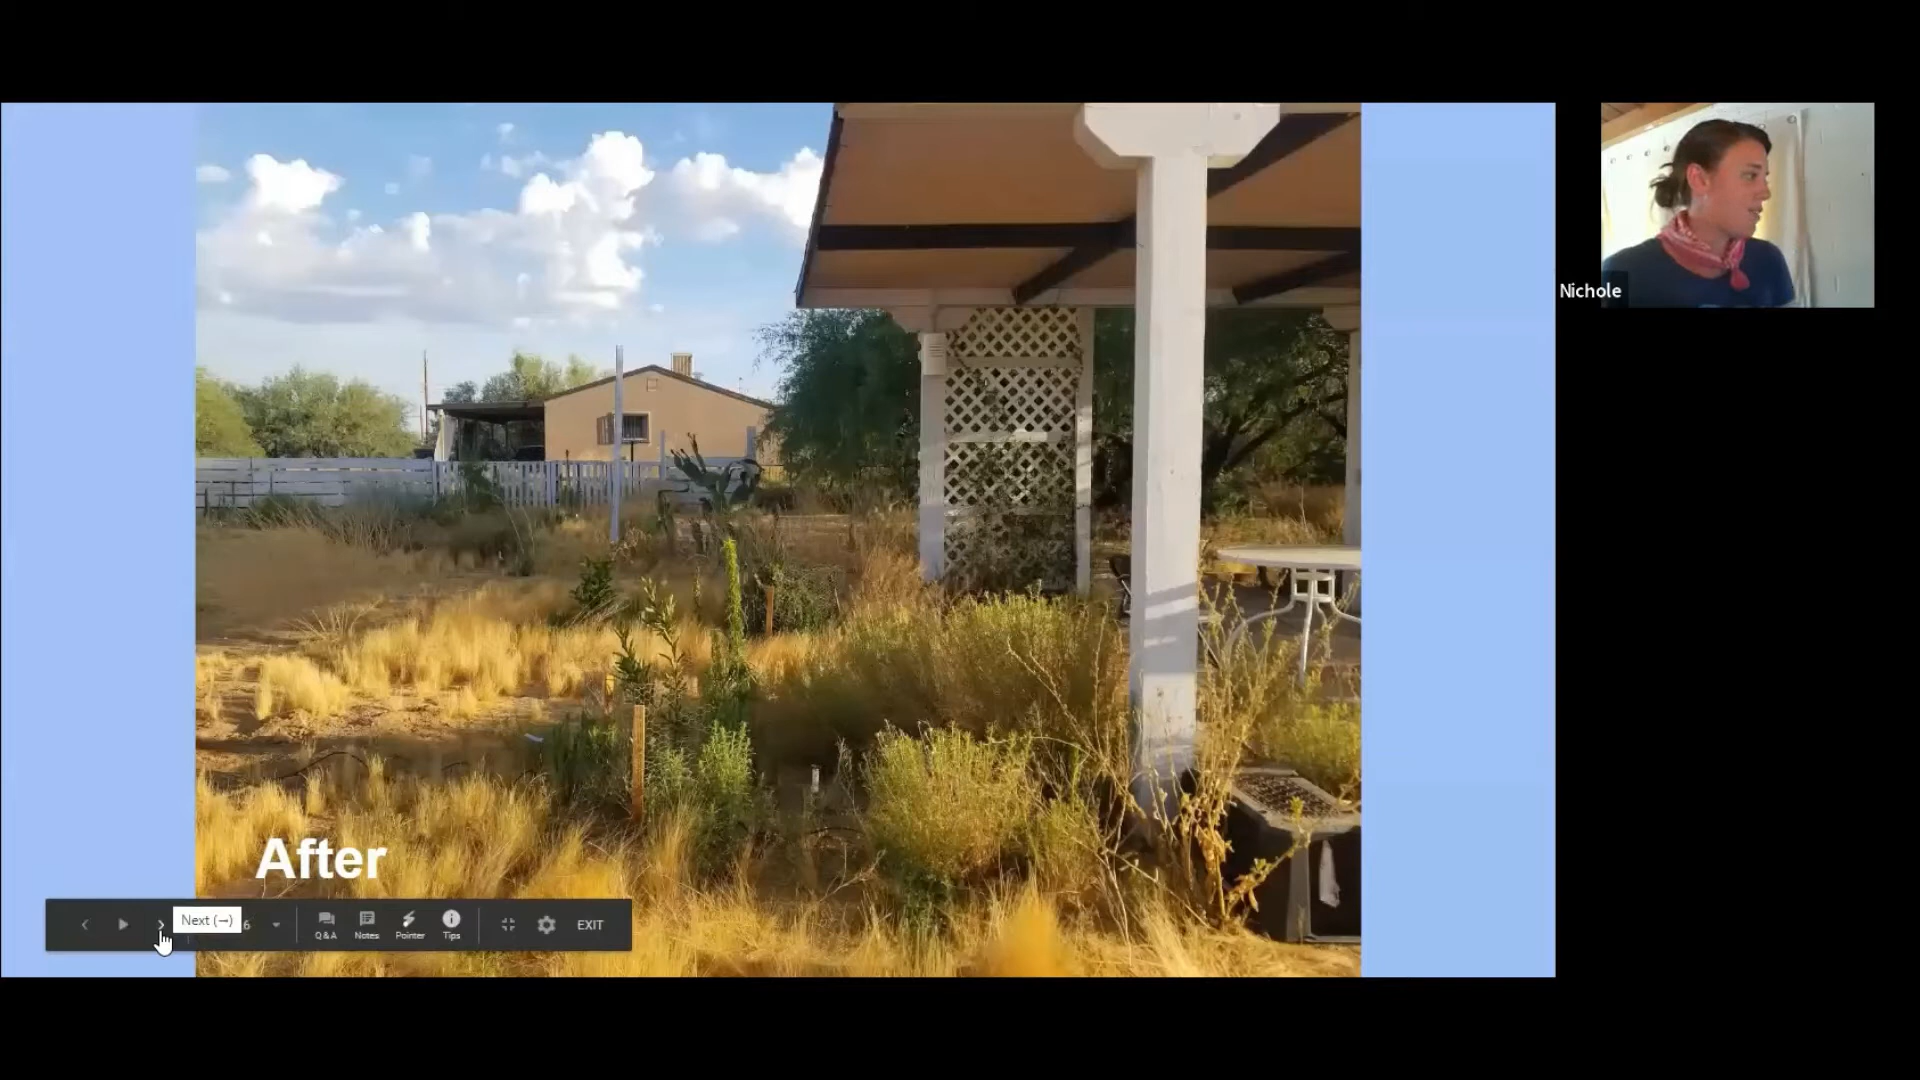 Nichole
After
Next (→)
6
Q&A
Notes
Pointer
Tips
EXIT